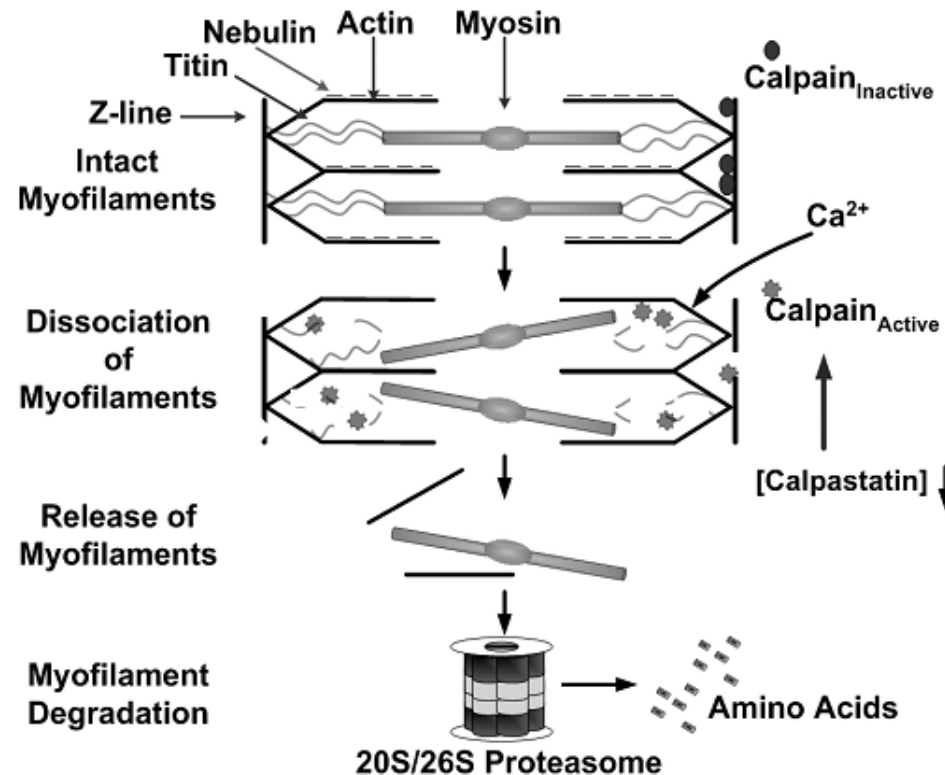 Nebulin
Actin
Myosin
Titin
Calpain Inactive
Z-line
Intact
Myofilaments
Ca2+
Dissociation
of
Myofilaments
Calpain Active
[Calpastatin]
Release of
Myofilaments
Myofilament
Degradation
Amino Acids
20S/26S Proteasome